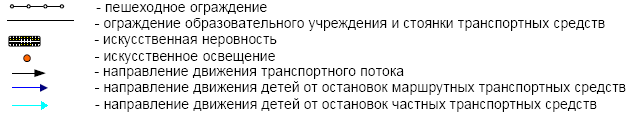 - пешеходное ограждение
- ограждение образовательного учреждения и стоянки транспортных средств
- искусственная неровность
- искусственное освещение
- направление движения транспортного потока
- направление движения детей от остановок маршрутных транспортных средств
- направление движения детей от остановок частных транспортных средств